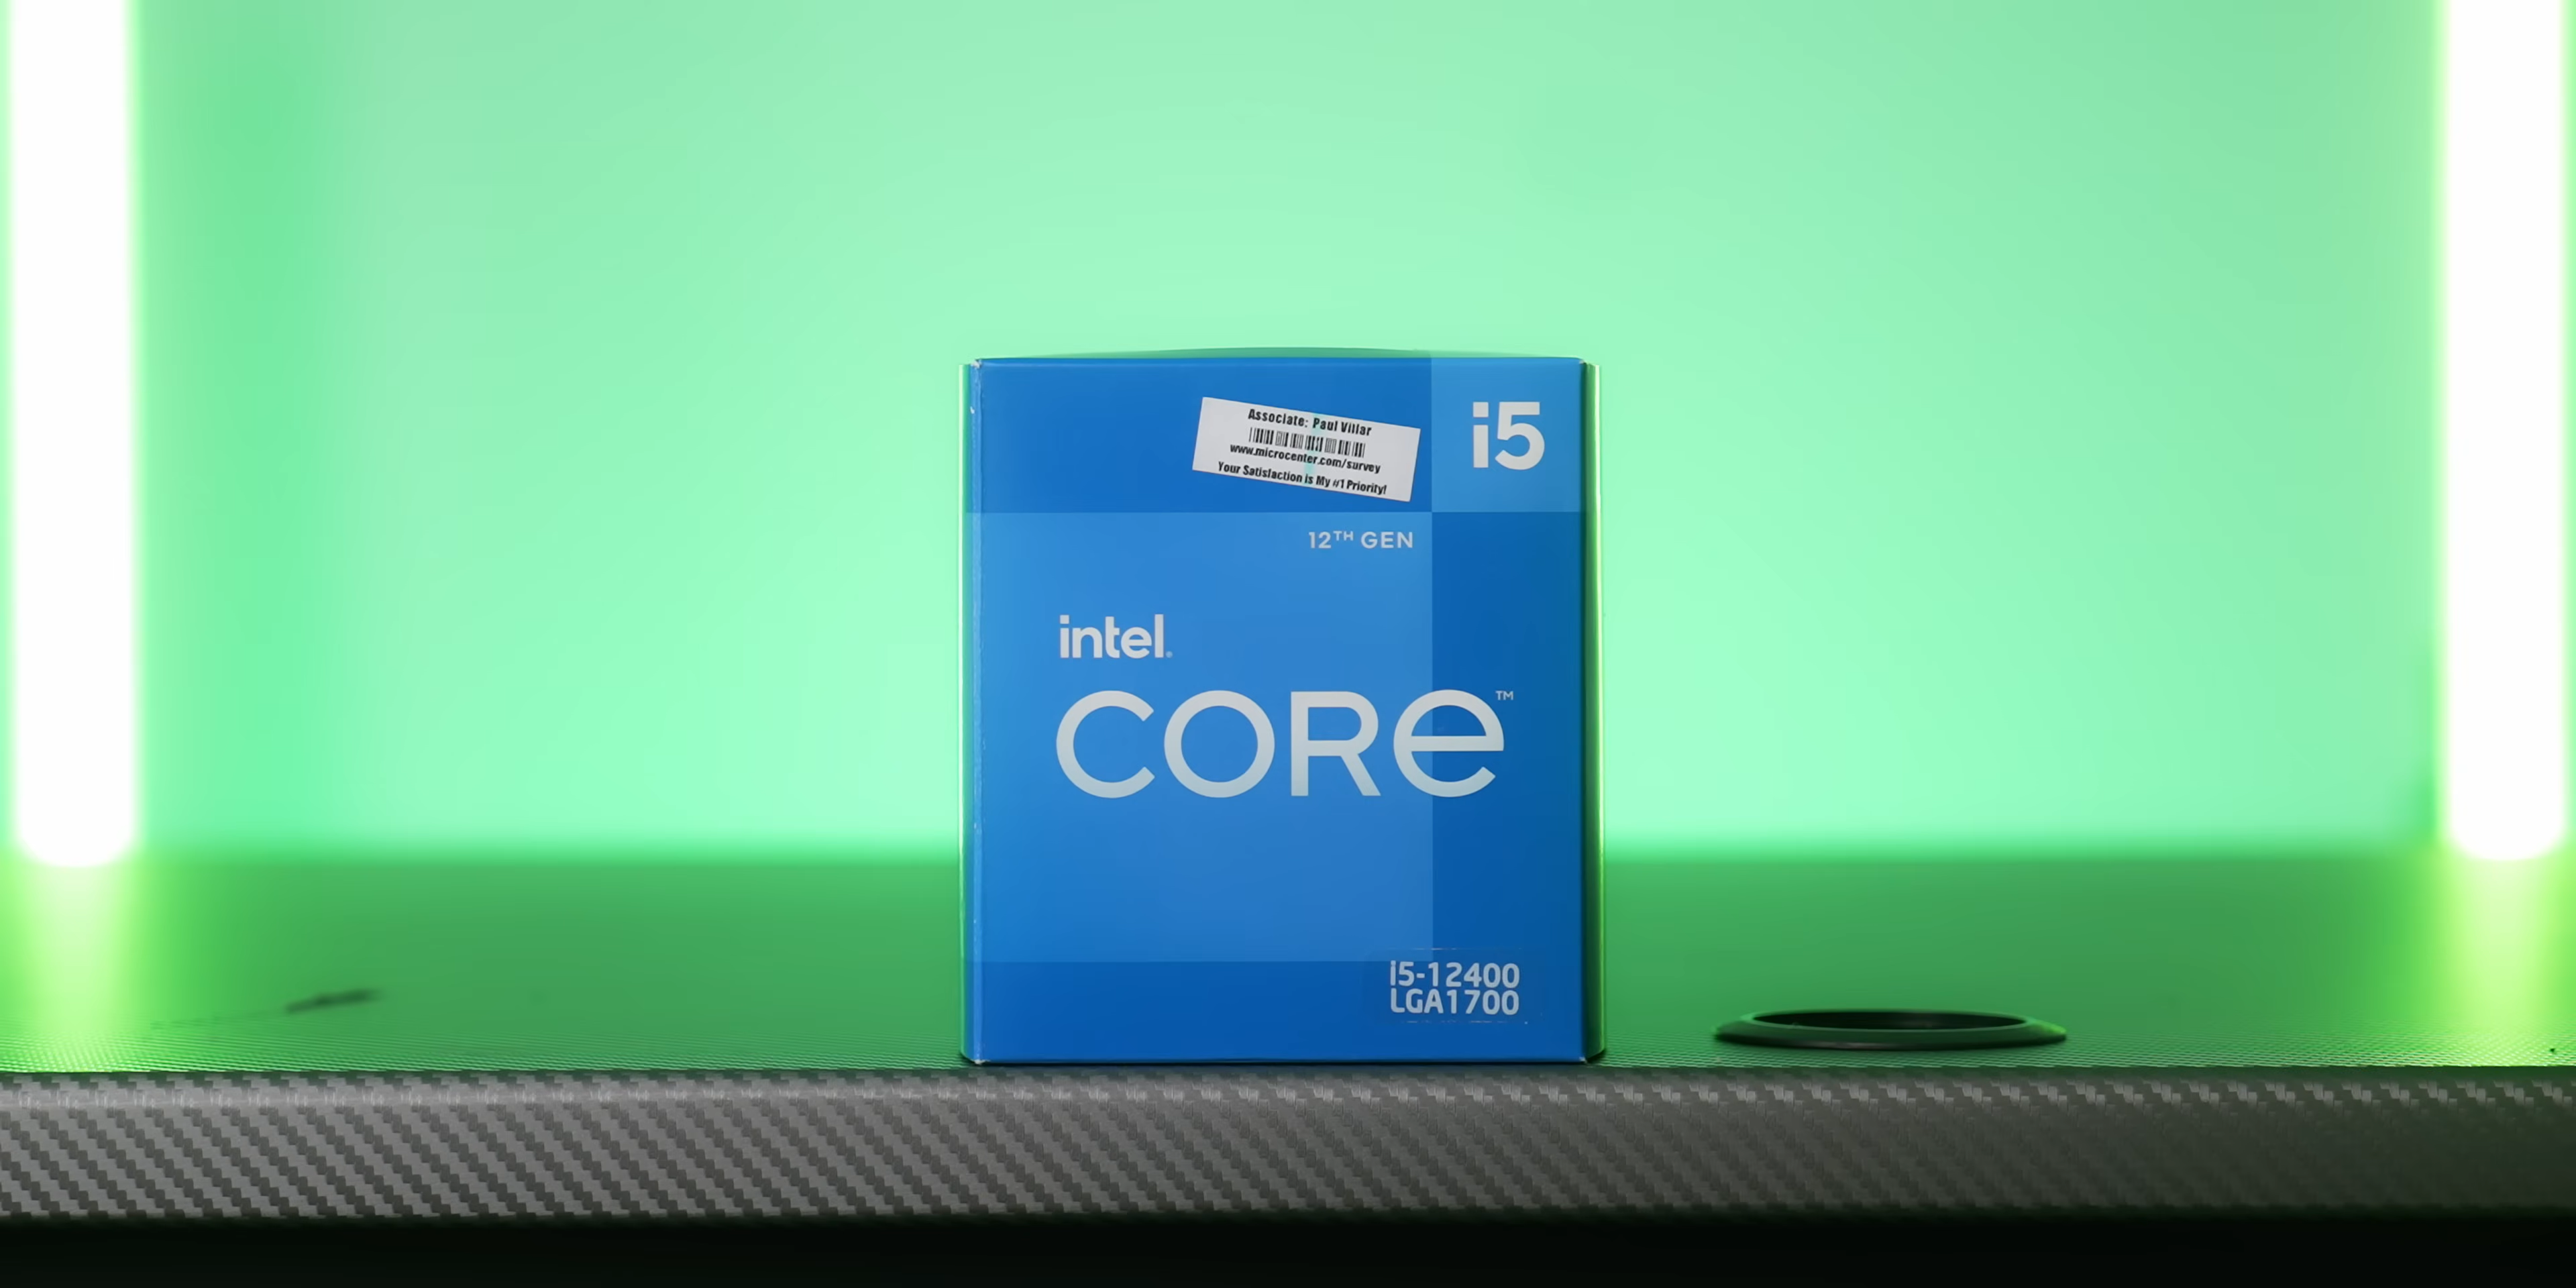 Associate: Paul Villar
www.microcenter.com/survey
Your Satisfaction is My #1 Priority!
i5
12TH GEN
intel.
CORe™
i5-12400
LGA1700